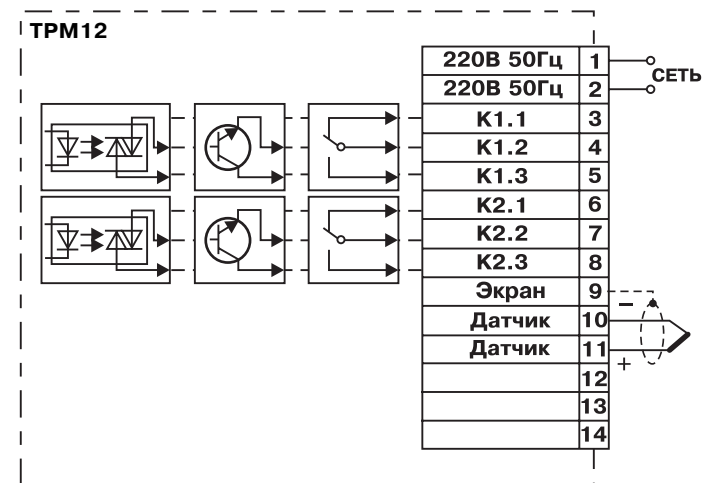 ТРМ12
220В 50Гц 1
220В 50Гц 2
СЕТЬ
К1.1 3
К1.2 4
К1.3 5
К2.1 6
К2.2 7
К2.3 8
Экран 9
–
Датчик 10
Датчик 11
+
12
13
14